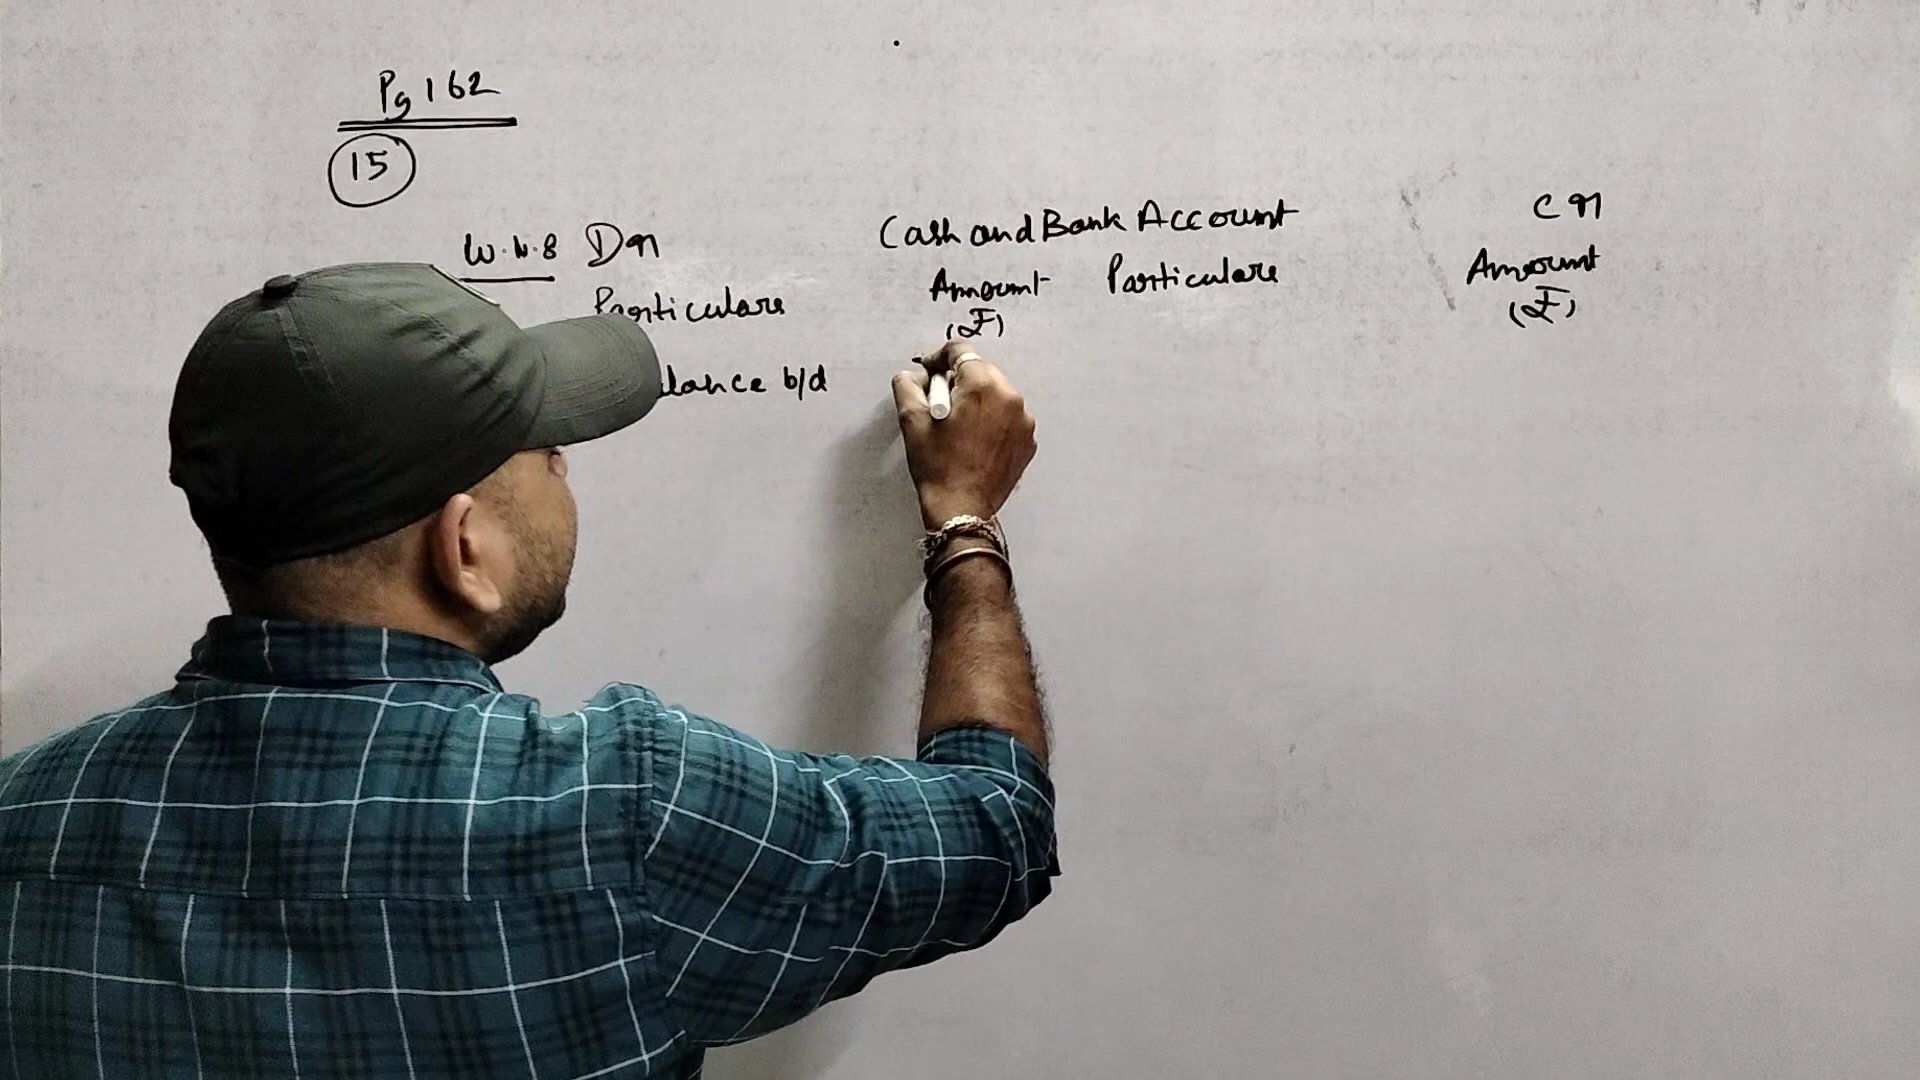 Pg 162
15
W.N.8 Dr Cash and Bank Account Cr
Particulars Amount (₹) Particulars Amount (₹)
lance b/d